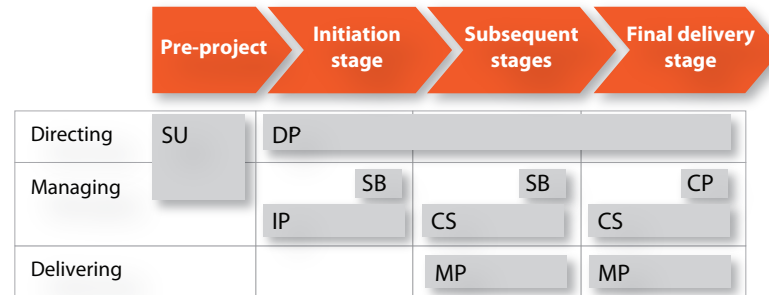 Pre-project
Initiation
stage
Subsequent
stages
Final delivery
stage
Directing
SU
DP
Managing
SB
SB
CP
IP
CS
CS
Delivering
MP
MP